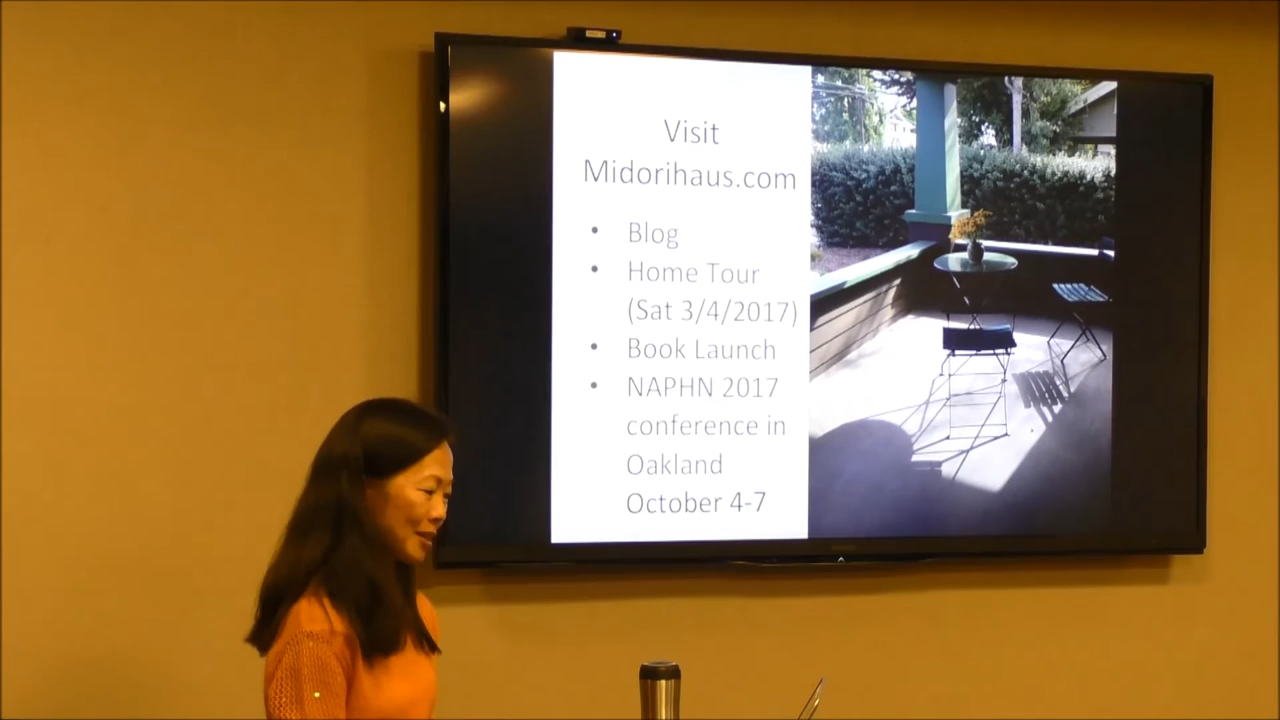 Visit
Midorihaus.com
• Blog
• Home Tour
(Sat 3/4/2017)
• Book Launch
• NAPHN 2017
conference in
Oakland
October 4-7